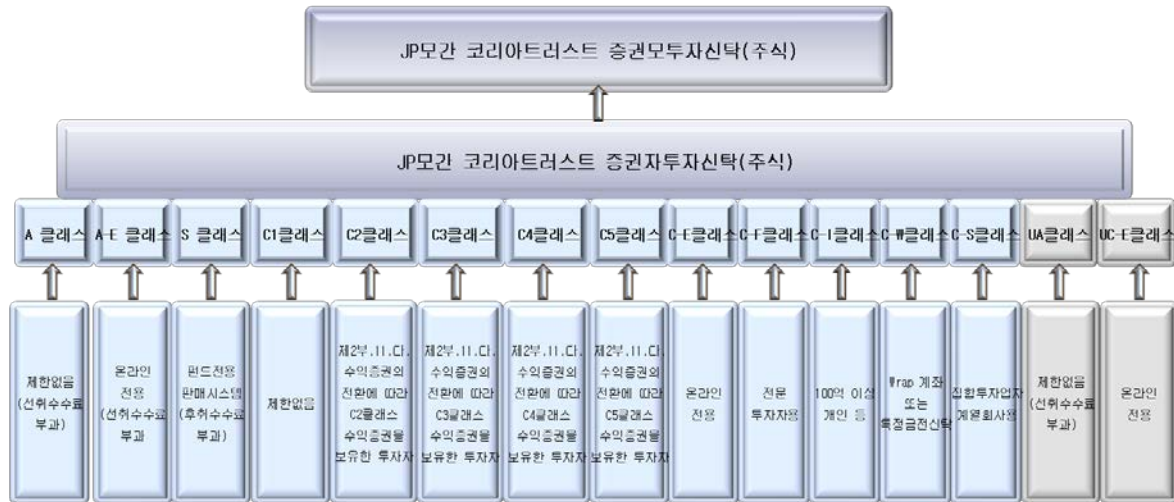 JP모간 코리아트러스트 증권모투자신탁(주식)
JP모간 코리아트러스트 증권자투자신탁(주식)
A 클래스
A-E 클래스
S 클래스
C1클래스
C2클래스
C3클래스
C4클래스
C5클래스
C-E클래스
C-F클래스
C-I클래스
C-W클래스
C-S클래스
UA클래스
UC-E클래스
제한없음
(선취수수료
부과)
온라인
전용
(선취수수료
부과
펀드전용
판매시스템
(후취수수료
부과)
제한없음
제2부.11.다.
수익증권의
전환에 따라
C2클래스
수익증권을
보유한 투자자
제2부.11.다.
수익증권의
전환에 따라
C3클래스
수익증권을
보유한 투자자
제2부.11.다.
수익증권의
전환에 따라
C4클래스
수익증권을
보유한 투자자
제2부.11.다.
수익증권의
전환에 따라
C5클래스
수익증권을
보유한 투자자
온라인
전용
전문
투자자용
100억 이상
개인 등
Wrap 계좌
또는
특정금전신탁
집합투자업자
계열회사용
제한없음
(선취수수료
부과)
온라인
전용